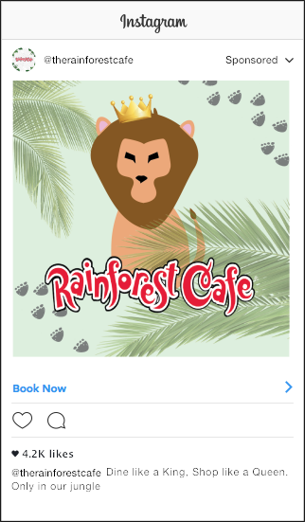 Instagram
@therainforestcafe Sponsored
Rainforest Cafe
Book Now
4.2K likes
@therainforestcafe Dine like a King, Shop like a Queen.
Only in our jungle